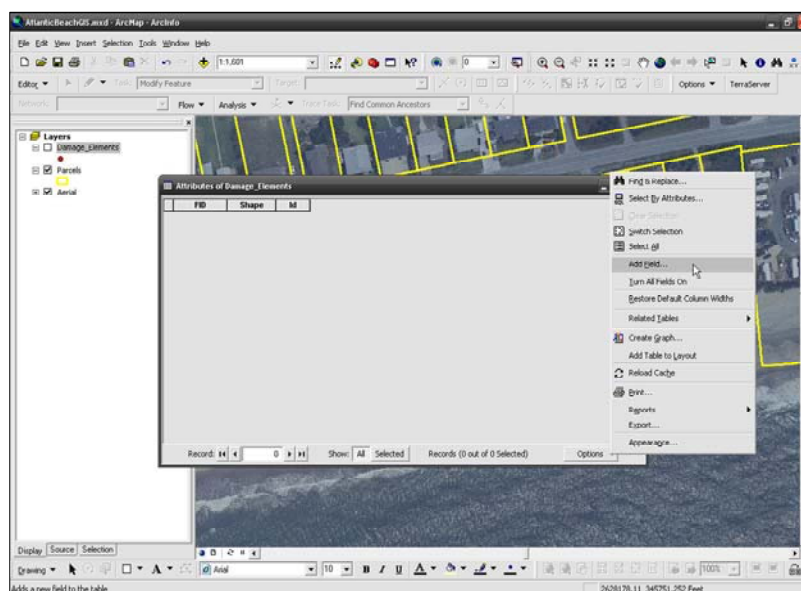 AtlanticBeachGIS.mxd - ArcMap - ArcInfo
File Edit View Insert Selection Tools Window Help
1:1,601
0
Editor Task: Modify Feature Target: Options TerraServer
Network: Flow Analysis Trace Task: Find Common Ancestors
Layers
Damage_Elements
Parcels
Aerial
Attributes of Damage_Elements
FID Shape Id
Find & Replace...
Select By Attributes...
Clear Selection
Switch Selection
Select All
Add Field...
Turn All Fields On
Restore Default Column Widths
Related Tables
Create Graph...
Add Table to Layout
Reload Cache
Print...
Reports
Export...
Appearance...
Record: 0 Show: All Selected Records (0 out of 0 Selected) Options
Display Source Selection
Drawing A Arial 10 B I U A 100%
Adds a new field to the table
2628178.11 345751.252 Feet